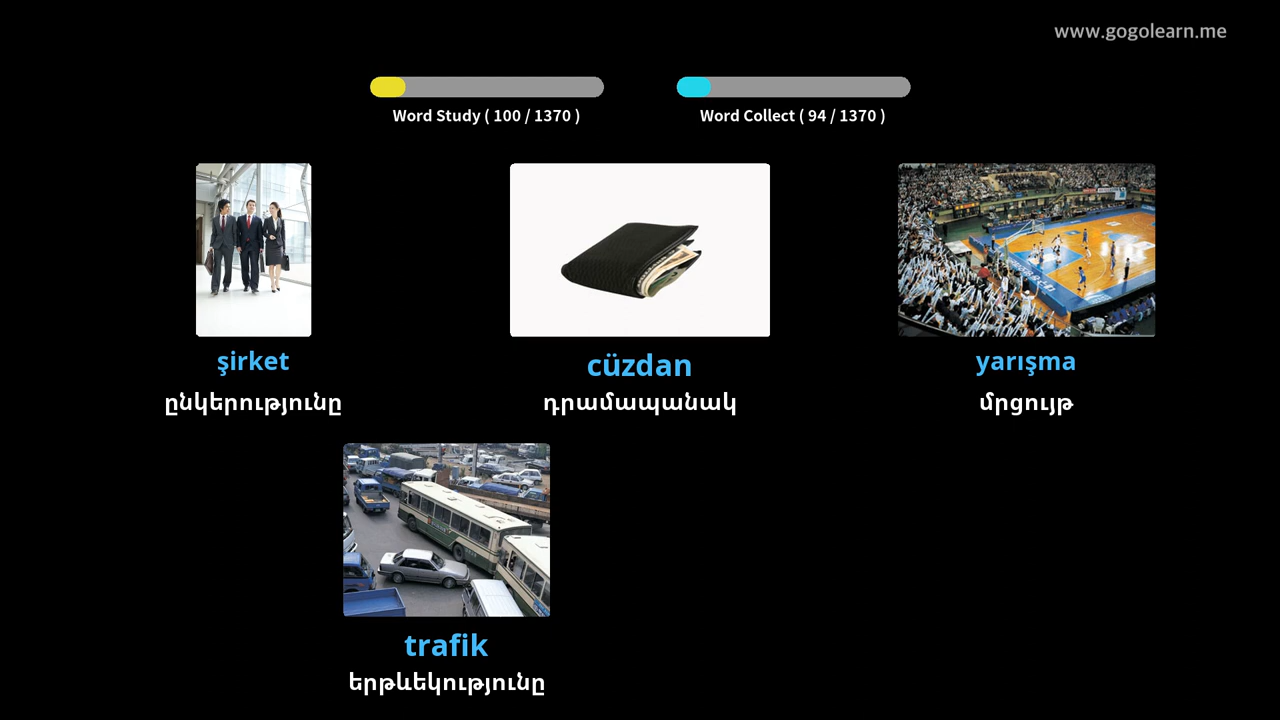 www.gogolearn.me
Word Study ( 100 / 1370 )
Word Collect ( 94 / 1370 )
şirket
ընկերությունը
cüzdan
դրամապանակ
yarışma
մրցույթ
trafik
երթևեկությունը